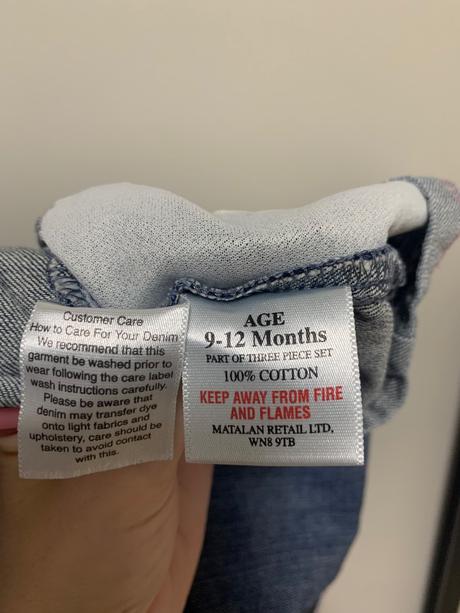 Customer Care
How to Care For Your Denim
We recommend that this
garment be washed prior to
wear following the care label
wash instructions carefully.
Please be aware that
denim may transfer dye
onto light fabrics and
upholstery, care should be
taken to avoid contact
with this.
AGE
9-12 Months
PART OF THREE PIECE SET
100% COTTON
KEEP AWAY FROM FIRE
AND FLAMES
MATALAN RETAIL LTD,
WN8 9TB